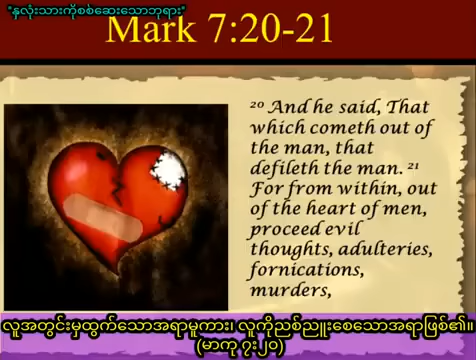 "နှလုံးသားကိုစစ်ဆေးသောဘုရား"
Mark 7:20-21
20 And he said, That
which cometh out of
the man, that
defileth the man. 21
For from within, out
of the heart of men,
proceed evil
thoughts, adulteries,
fornications,
murders,
လူအတွင်းမှထွက်သောအရာမူကား၊ လူကိုညစ်ညူးစေသောအရာဖြစ်၏။
(မာကု ၇း၂၀)